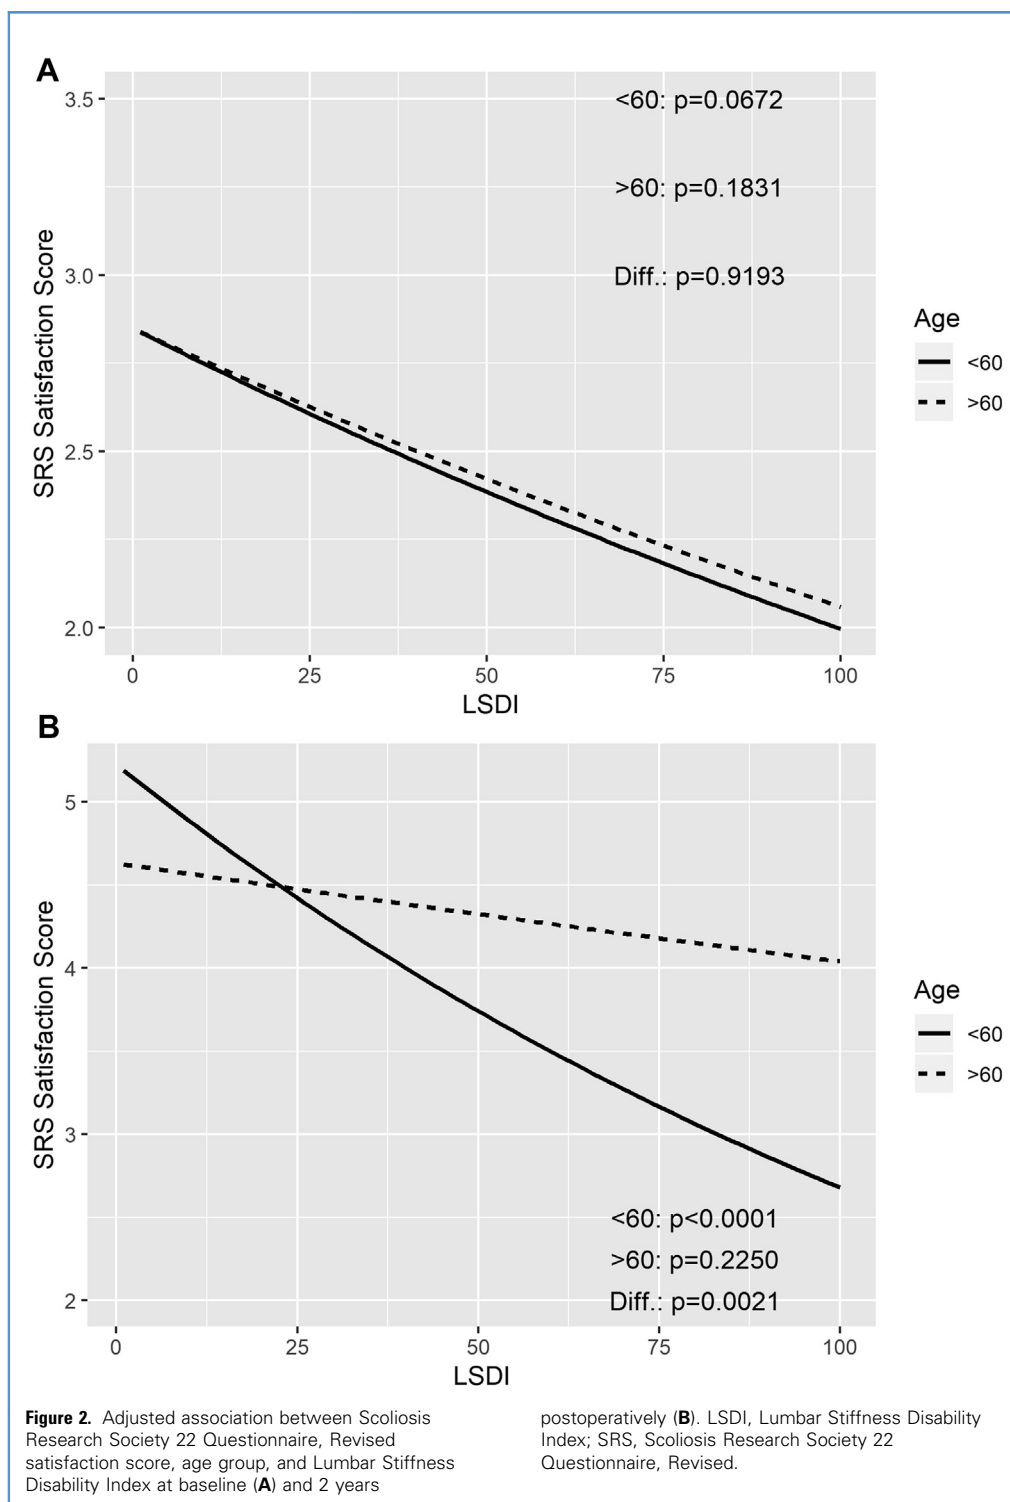 A
3.5
3.0
2.5
2.0
SRS Satisfaction Score
<60: p=0.0672
>60: p=0.1831
Diff.: p=0.9193
0 25 50 75 100
LSDI
Age
<60
>60
B
5
4
3
2
SRS Satisfaction Score
<60: p<0.0001
>60: p=0.2250
Diff.: p=0.0021
0 25 50 75 100
LSDI
Age
<60
>60
Figure 2. Adjusted association between Scoliosis
Research Society 22 Questionnaire, Revised
satisfaction score, age group, and Lumbar Stiffness
Disability Index at baseline (A) and 2 years
postoperatively (B). LSDI, Lumbar Stiffness Disability
Index; SRS, Scoliosis Research Society 22
Questionnaire, Revised.